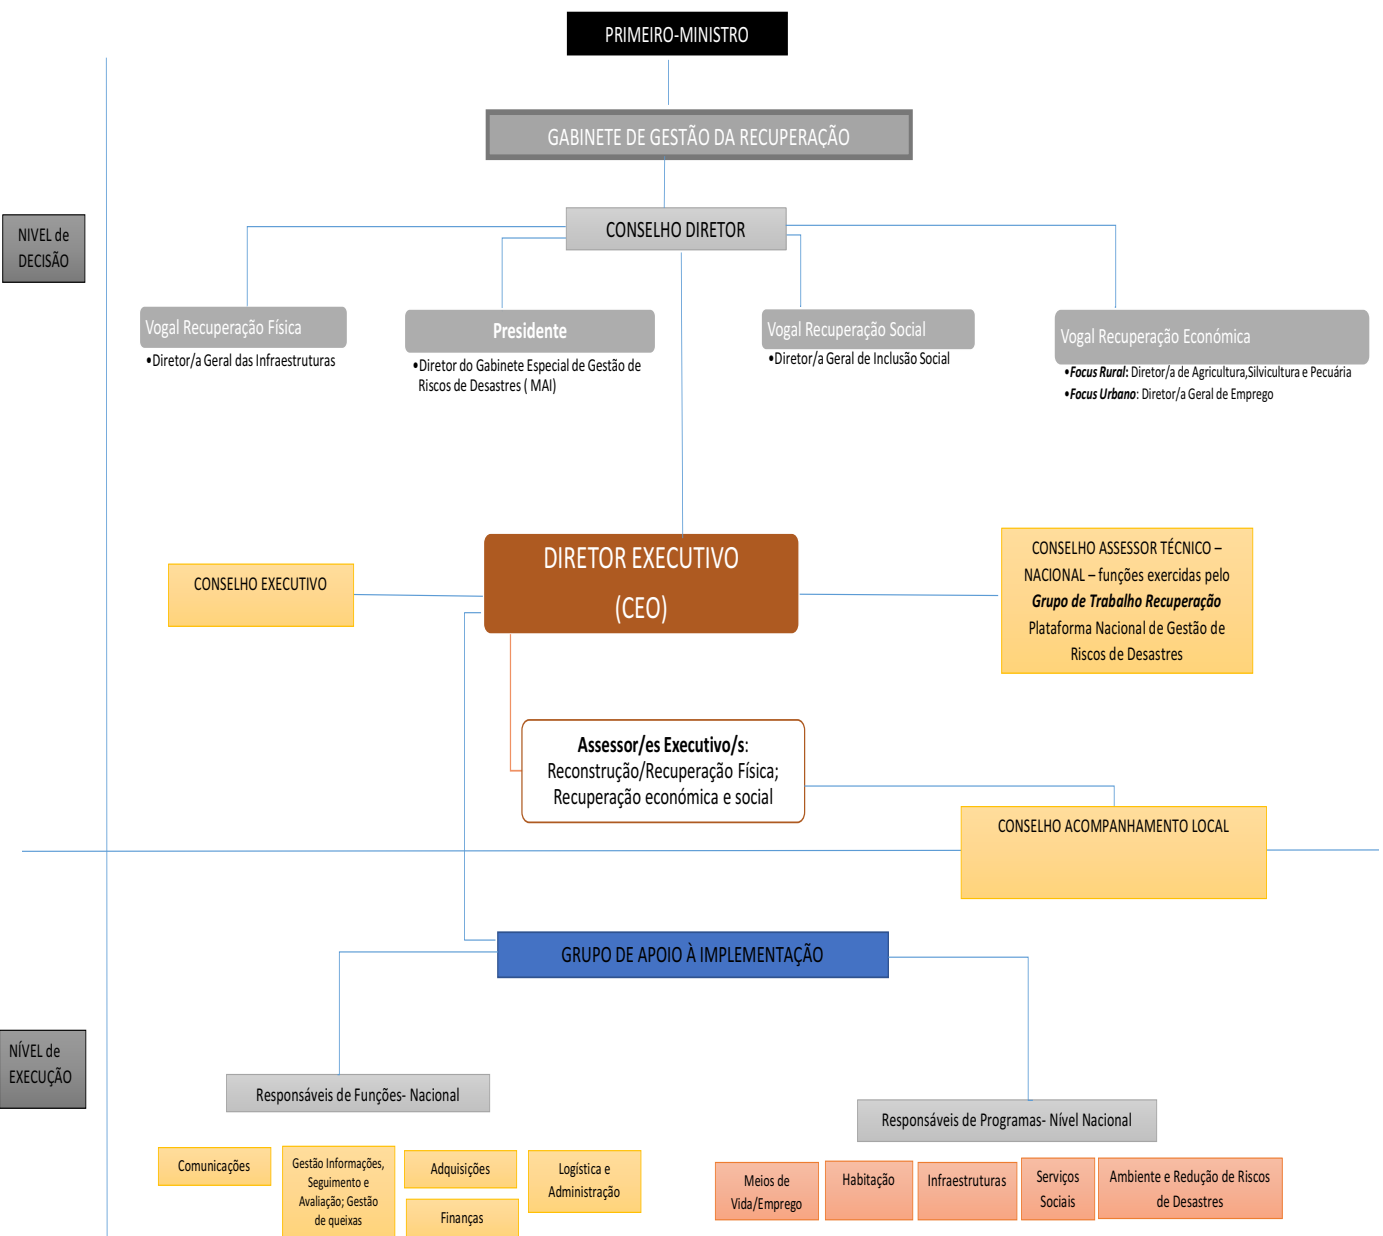 PRIMEIRO-MINISTRO
GABINETE DE GESTÃO DA RECUPERAÇÃO
NIVEL de
DECISÃO
CONSELHO DIRETOR
Vogal Recuperação Física
•Diretor/a Geral das Infraestruturas
Presidente
•Diretor do Gabinete Especial de Gestão de
Riscos de Desastres ( MAI)
Vogal Recuperação Social
•Diretor/a Geral de Inclusão Social
Vogal Recuperação Económica
•Focus Rural: Diretor/a de Agricultura,Silvicultura e Pecuária
•Focus Urbano: Diretor/a Geral de Emprego
CONSELHO EXECUTIVO
DIRETOR EXECUTIVO
(CEO)
CONSELHO ASSESSOR TÉCNICO –
NACIONAL – funções exercidas pelo
Grupo de Trabalho Recuperação
Plataforma Nacional de Gestão de
Riscos de Desastres
Assessor/es Executivo/s:
Reconstrução/Recuperação Física;
Recuperação económica e social
CONSELHO ACOMPANHAMENTO LOCAL
GRUPO DE APOIO À IMPLEMENTAÇÃO
NÍVEL de
EXECUÇÃO
Responsáveis de Funções- Nacional
Comunicações
Gestão Informações,
Seguimento e
Avaliação; Gestão
de queixas
Adquisições
Finanças
Logística e
Administração
Responsáveis de Programas- Nível Nacional
Meios de
Vida/Emprego
Habitação
Infraestruturas
Serviços
Sociais
Ambiente e Redução de Riscos
de Desastres